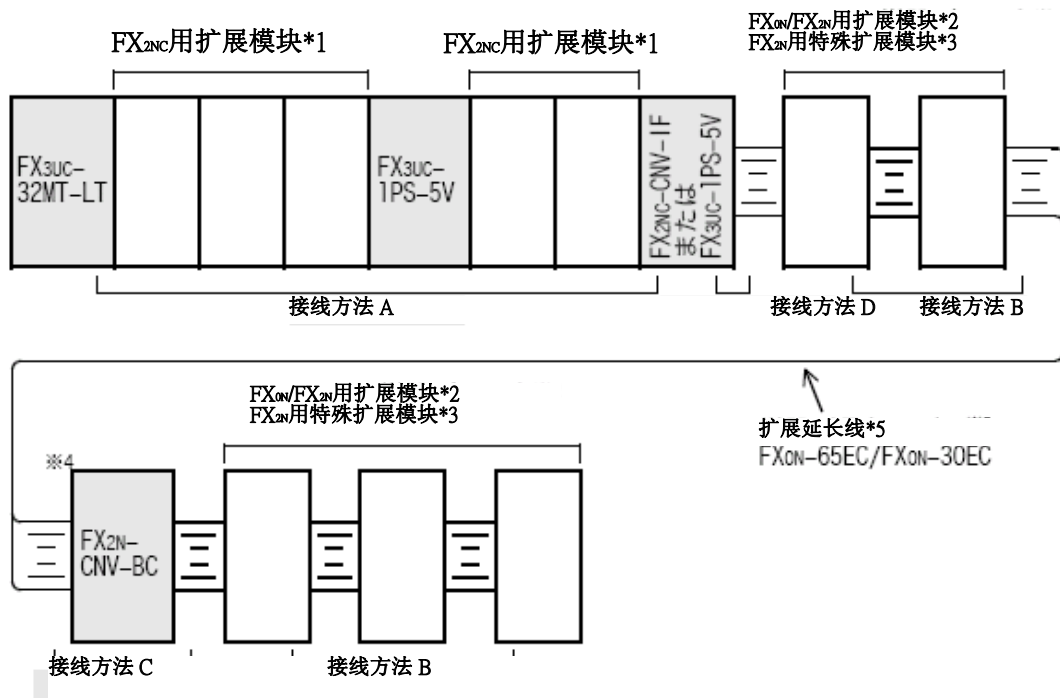 FX2NC用扩展模块*1
FX2NC用扩展模块*1
FX0N/FX2N用扩展模块*2
FX2N用特殊扩展模块*3
FX3UC-
32MT-LT
FX3UC-
1PS-5V
FX2NC-CNV-IF
または
FX3UC-1PS-5V
接线方法 A
接线方法 D
接线方法 B
FX0N/FX2N用扩展模块*2
FX2N用特殊扩展模块*3
扩展延长线*5
FX0N-65EC/FX0N-30EC
※4
FX2N-
CNV-BC
接线方法 C
接线方法 B